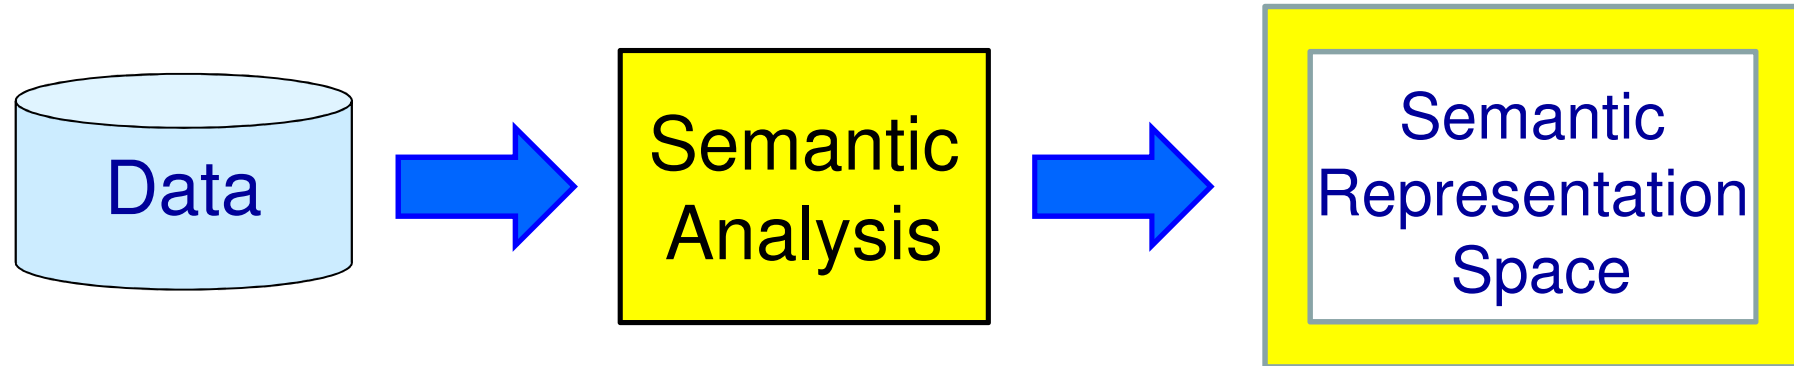 Data
Semantic
Analysis
Semantic
Representation
Space